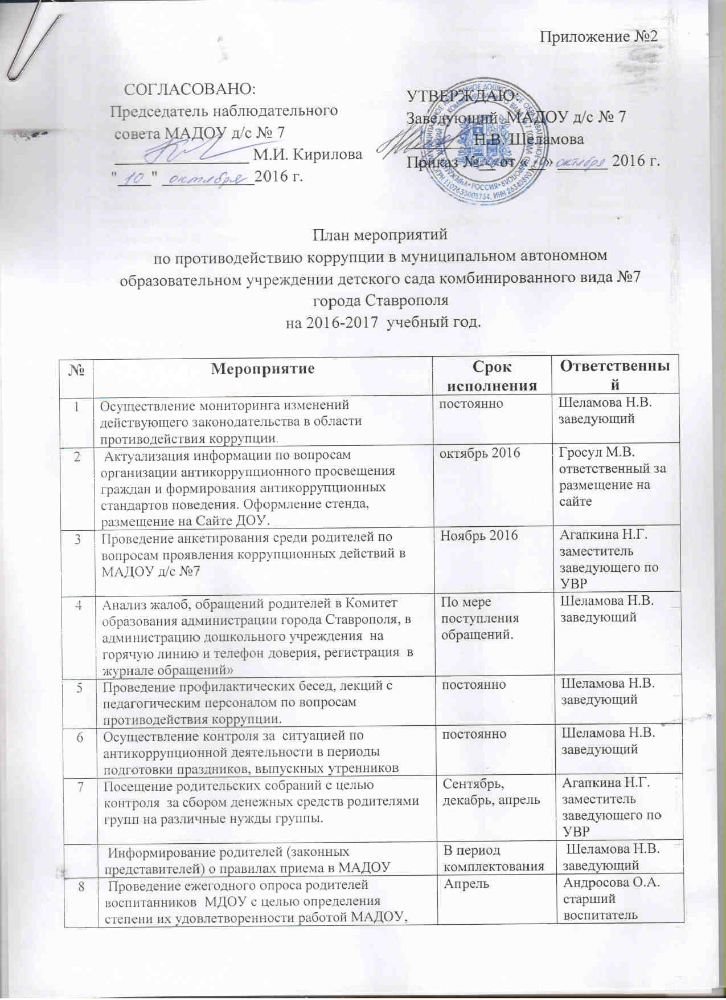 Приложение №2
СОГЛАСОВАНО:
Председатель наблюдательного
совета МАДОУ д/с № 7
М.И. Кирилова
"10" октября 2016 г.
УТВЕРЖДАЮ:
Заведующий МАДОУ д/с № 7
Н.В. Шеламова
Приказ № от « » октября 2016 г.
План мероприятий
по противодействию коррупции в муниципальном автономном
образовательном учреждении детского сада комбинированного вида №7
города Ставрополя
на 2016-2017 учебный год.
№ Мероприятие Срок исполнения Ответственны
й
1 Осуществление мониторинга изменений
действующего законодательства в области
противодействия коррупции.
постоянно
Шеламова Н.В.
заведующий
2 Актуализация информации по вопросам
организации антикоррупционного просвещения
граждан и формирования антикоррупционных
стандартов поведения. Оформление стенда,
размещение на Сайте ДОУ.
октябрь 2016
Гросул М.В.
ответственный за
размещение на
сайте
3 Проведение анкетирования среди родителей по
вопросам проявления коррупционных действий в
МАДОУ д/с №7
Ноябрь 2016
Агапкина Н.Г.
заместитель
заведующего по
УВР
4 Анализ жалоб, обращений родителей в Комитет
образования администрации города Ставрополя, в
администрацию дошкольного учреждения на
горячую линию и телефон доверия, регистрация в
журнале обращений»
По мере
поступления
обращений.
Шеламова Н.В.
заведующий
5 Проведение профилактических бесед, лекций с
педагогическим персоналом по вопросам
противодействия коррупции.
постоянно
Шеламова Н.В.
заведующий
6 Осуществление контроля за ситуацией по
антикоррупционной деятельности в периоды
подготовки праздников, выпускных утренников
постоянно
Шеламова Н.В.
заведующий
7 Посещение родительских собраний с целью
контроля за сбором денежных средств родителями
групп на различные нужды группы.
Сентябрь,
декабрь, апрель
Агапкина Н.Г.
заместитель
заведующего по
УВР
Информирование родителей (законных
представителей) о правилах приема в МАДОУ
В период
комплектования
Шеламова Н.В.
заведующий
8 Проведение ежегодного опроса родителей
воспитанников МДОУ с целью определения
степени их удовлетворенности работой МАДОУ,
Апрель
Андросова О.А.
старший
воспитатель